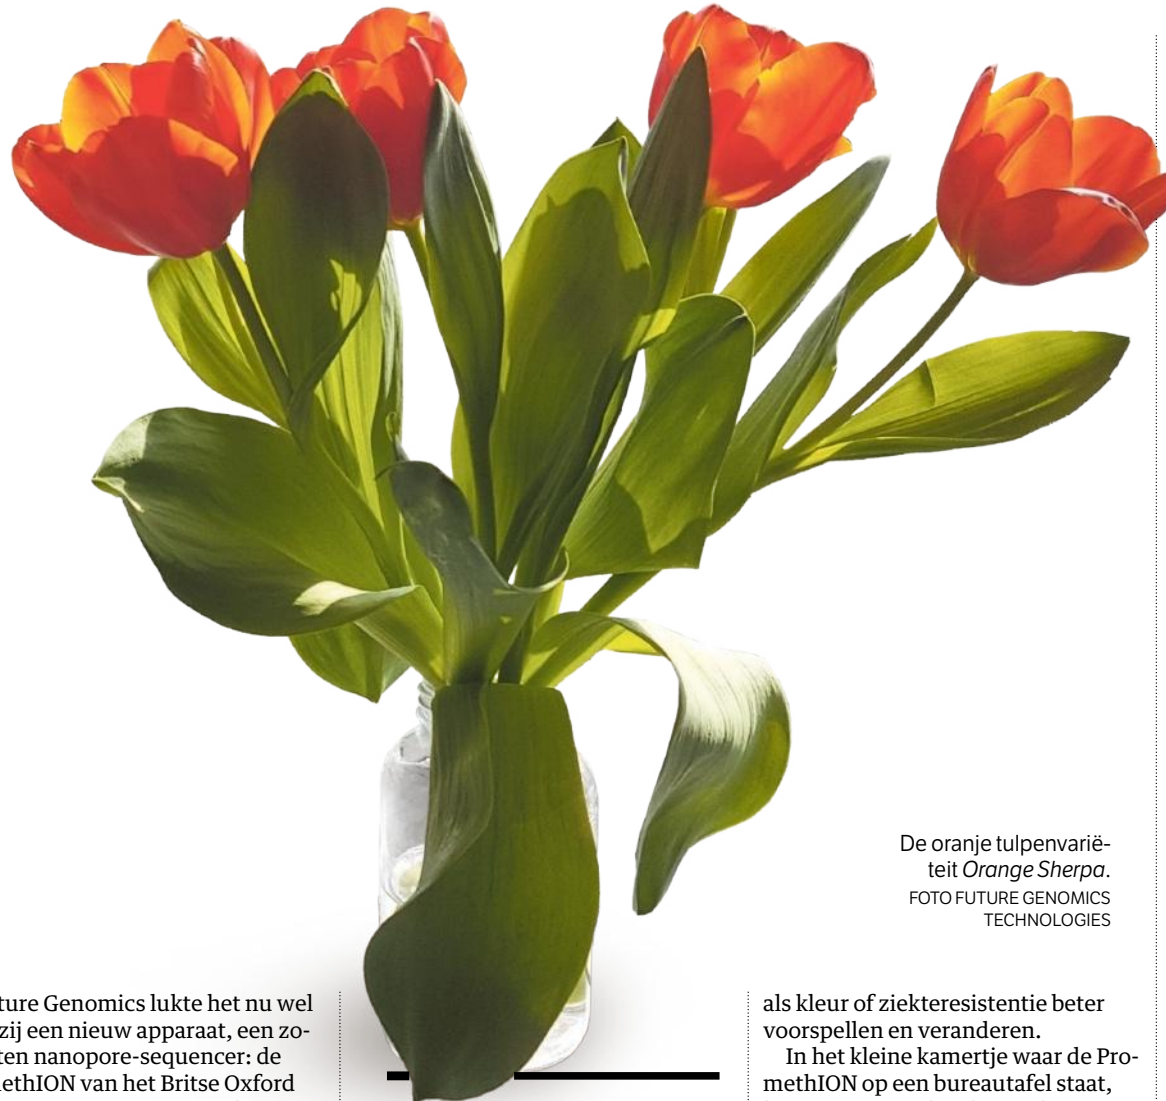 De oranje tulpenvarië-
teit Orange Sherpa.
FOTO FUTURE GENOMICS
TECHNOLOGIES
ture Genomics lukte het nu wel
zij een nieuw apparaat, een zo-
ten nanopore-sequencer: de
methION van het Britse Oxford
als kleur of ziekteresistentie beter
voorspellen en veranderen.
In het kleine kamertje waar de Pro-
methION op een bureautafel staat,